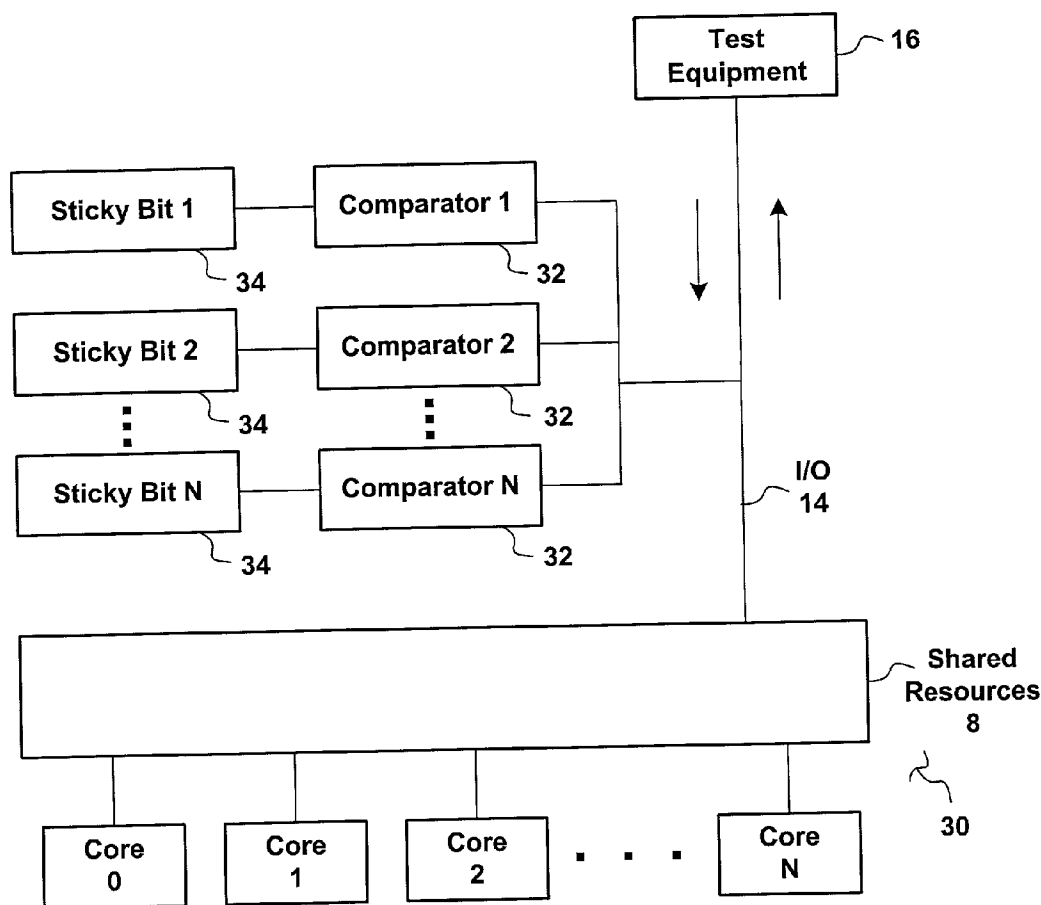 Test
Equipment
16
Sticky Bit 1
Comparator 1
34
32
Sticky Bit 2
Comparator 2
34
32
Sticky Bit N
Comparator N
34
32
I/O
14
Shared
Resources
8
30
Core
0
Core
1
Core
2
Core
N